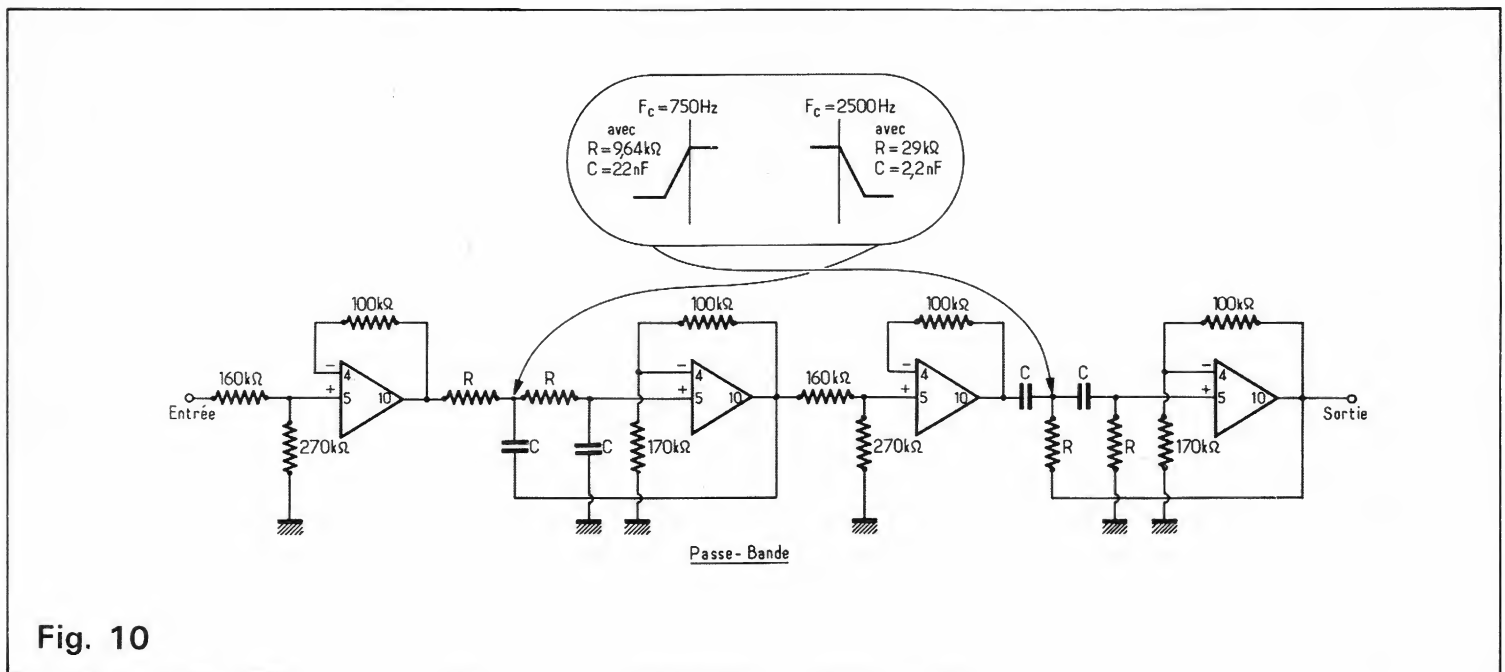 F_c = 750Hz
avec
R = 9,64kΩ
C = 22nF
F_c = 2500Hz
avec
R = 29kΩ
C = 2,2nF
100kΩ
100kΩ
100kΩ
100kΩ
160kΩ
Entrée
270kΩ
−
4
+
5
10
R
R
C
C
−
4
+
5
10
170kΩ
160kΩ
270kΩ
−
4
+
5
10
C
C
R
R
−
4
+
5
10
170kΩ
Sortie
Passe-Bande
Fig. 10